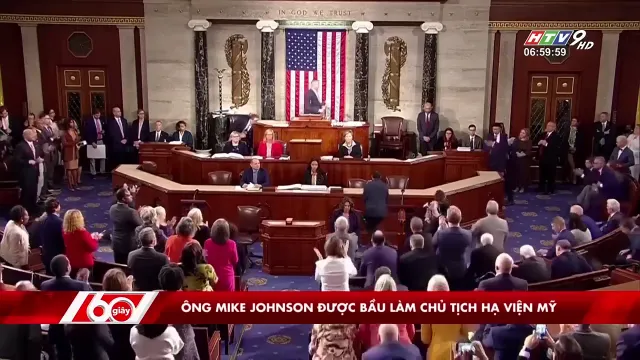 IN GOD WE TRUST
HTV9 HD
06:59:59
60 giây
ÔNG MIKE JOHNSON ĐƯỢC BẦU LÀM CHỦ TỊCH HẠ VIỆN MỸ